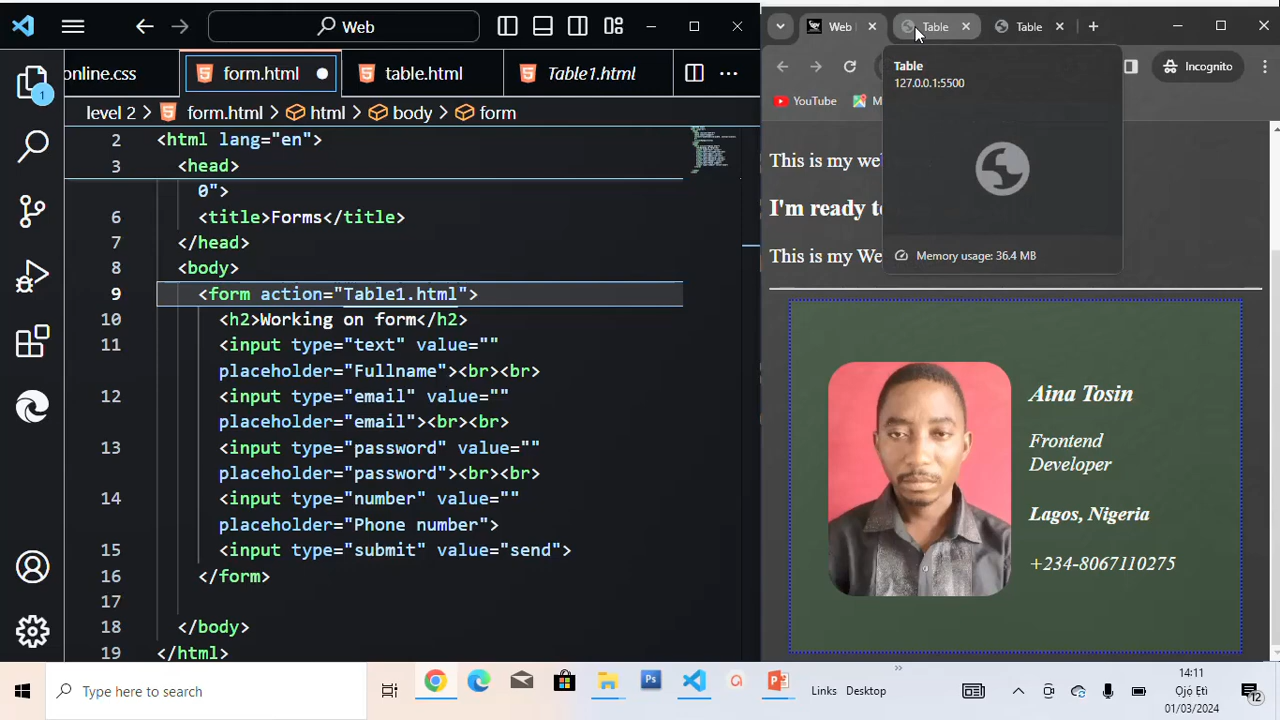 Web
Web
Table
Table
online.css
form.html
table.html
Table1.html
Table
127.0.0.1:5500
Incognito
level 2 > form.html > html > body > form
YouTube
M
2 <html lang="en">
3 <head>
0">
6 <title>Forms</title>
7 </head>
8 <body>
9 <form action="Table1.html">
10 <h2>Working on form</h2>
11 <input type="text" value=""
placeholder="Fullname"><br><br>
12 <input type="email" value=""
placeholder="email"><br><br>
13 <input type="password" value=""
placeholder="password"><br><br>
14 <input type="number" value=""
placeholder="Phone number">
15 <input type="submit" value="send">
16 </form>
17
18 </body>
19 </html>
1
This is my we
I'm ready t
This is my We
Memory usage: 36.4 MB
Aina Tosin
Frontend
Developer
Lagos, Nigeria
+234-8067110275
Type here to search
Links
Desktop
14:11
Ojó Etì
01/03/2024
12